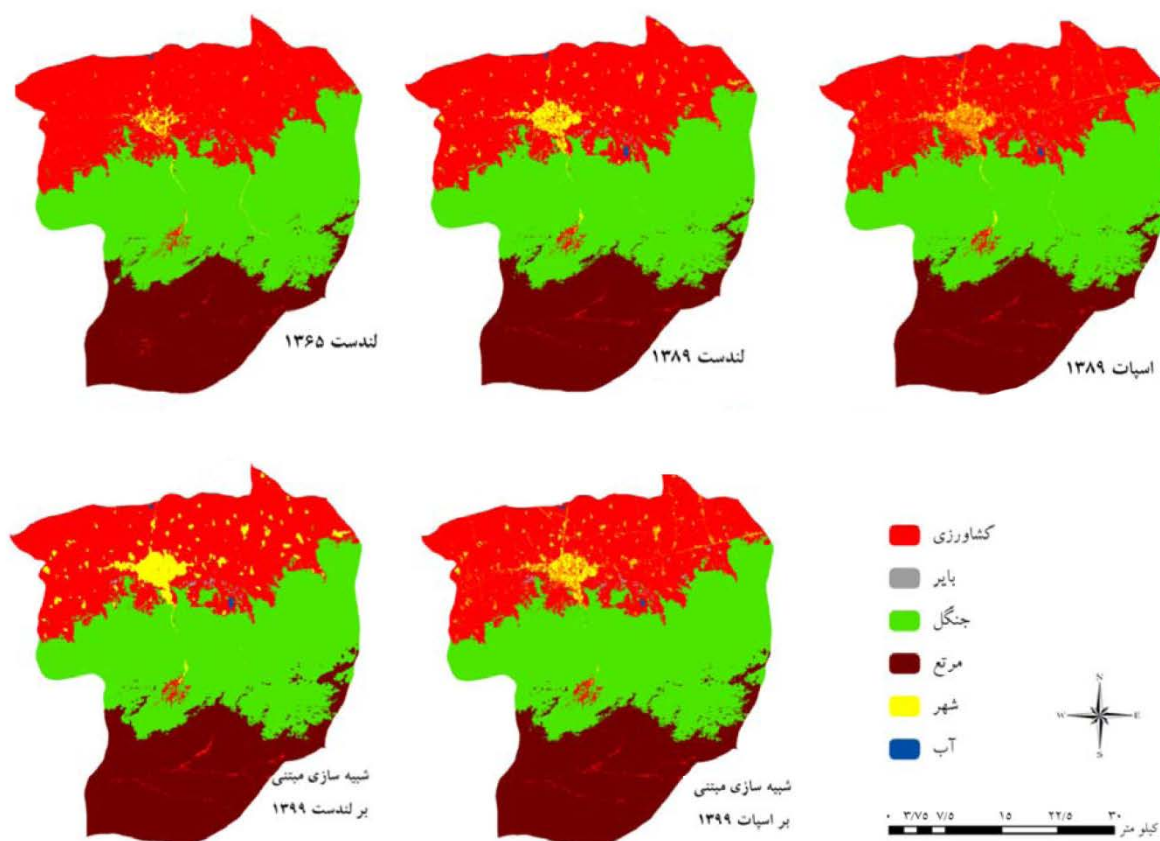 لندست ۱۳۶۵
لندست ۱۳۸۹
اسپات ۱۳۸۹
شبیه سازی مبتنی
بر لندست ۱۳۹۹
شبیه سازی مبتنی
بر اسپات ۱۳۹۹
کشاورزی
بایر
جنگل
مرتع
شهر
آب
N
W E
S
۰ ۳/۷۵ ۷/۵ ۱۵ ۲۲/۵ ۳۰
کیلو متر